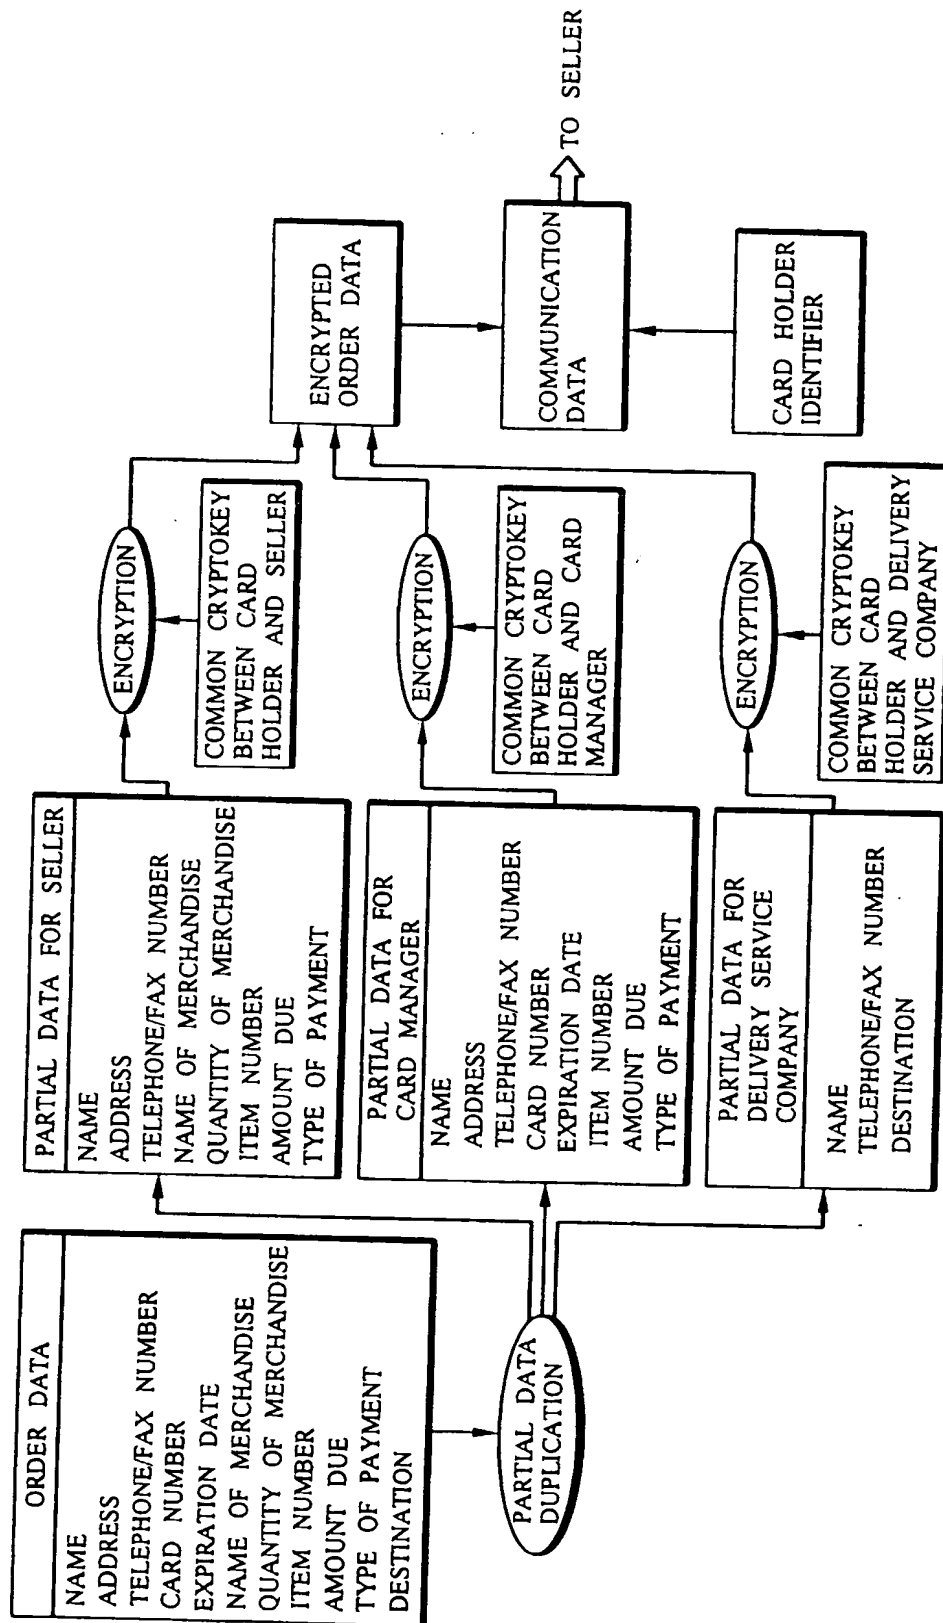 ORDER DATA
NAME
ADDRESS
TELEPHONE/FAX NUMBER
CARD NUMBER
EXPIRATION DATE
NAME OF MERCHANDISE
QUANTITY OF MERCHANDISE
ITEM NUMBER
AMOUNT DUE
TYPE OF PAYMENT
DESTINATION
PARTIAL DATA
DUPLICATION
PARTIAL DATA FOR SELLER
NAME
ADDRESS
TELEPHONE/FAX NUMBER
NAME OF MERCHANDISE
QUANTITY OF MERCHANDISE
ITEM NUMBER
AMOUNT DUE
TYPE OF PAYMENT
PARTIAL DATA FOR
CARD MANAGER
NAME
ADDRESS
TELEPHONE/FAX NUMBER
CARD NUMBER
EXPIRATION DATE
ITEM NUMBER
AMOUNT DUE
TYPE OF PAYMENT
PARTIAL DATA FOR
DELIVERY SERVICE
COMPANY
NAME
TELEPHONE/FAX NUMBER
DESTINATION
ENCRYPTION
COMMON CRYPTOKEY
BETWEEN CARD
HOLDER AND SELLER
ENCRYPTION
COMMON CRYPTOKEY
BETWEEN CARD
HOLDER AND CARD
MANAGER
ENCRYPTION
COMMON CRYPTOKEY
BETWEEN CARD
HOLDER AND DELIVERY
SERVICE COMPANY
ENCRYPTED
ORDER DATA
COMMUNICATION
DATA
TO SELLER
CARD HOLDER
IDENTIFIER